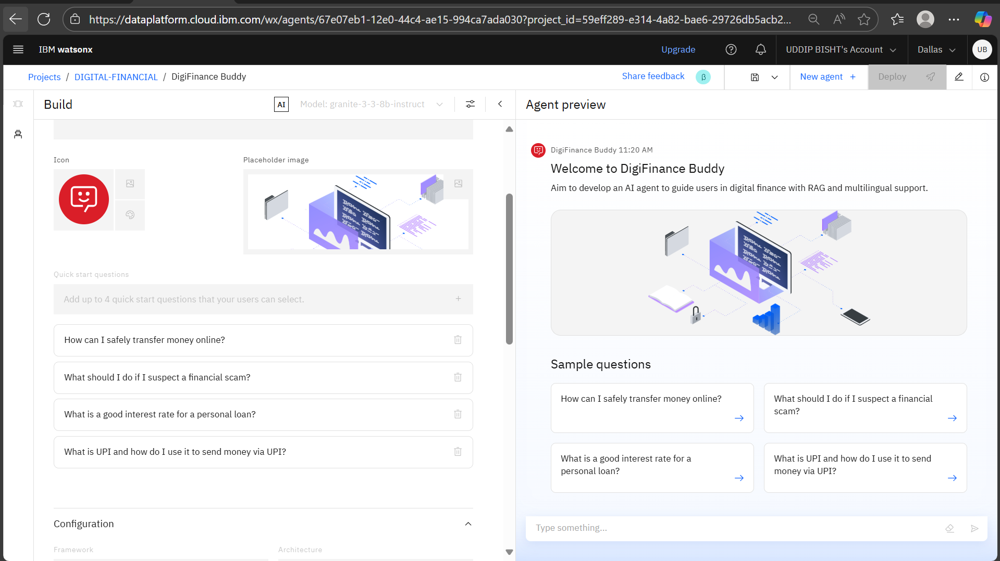 https://dataplatform.cloud.ibm.com/wx/agents/67e07eb1-12e0-44c4-ae15-994ca7ada030?project_id=59eff289-e314-4a82-bae6-29726db5acb2...
IBM watsonx
Upgrade
UDDIP BISHT's Account
Dallas
UB
Projects / DIGITAL-FINANCIAL / DigiFinance Buddy
Share feedback
β
New agent +
Deploy
Build
AI
Model: granite-3-3-8b-instruct
Agent preview
Icon
Placeholder image
Quick start questions
Add up to 4 quick start questions that your users can select.
How can I safely transfer money online?
What should I do if I suspect a financial scam?
What is a good interest rate for a personal loan?
What is UPI and how do I use it to send money via UPI?
Configuration
Framework
Architecture
DigiFinance Buddy 11:20 AM
Welcome to DigiFinance Buddy
Aim to develop an AI agent to guide users in digital finance with RAG and multilingual support.
Sample questions
How can I safely transfer money online?
What should I do if I suspect a financial
scam?
What is a good interest rate for a
personal loan?
What is UPI and how do I use it to send
money via UPI?
Type something...